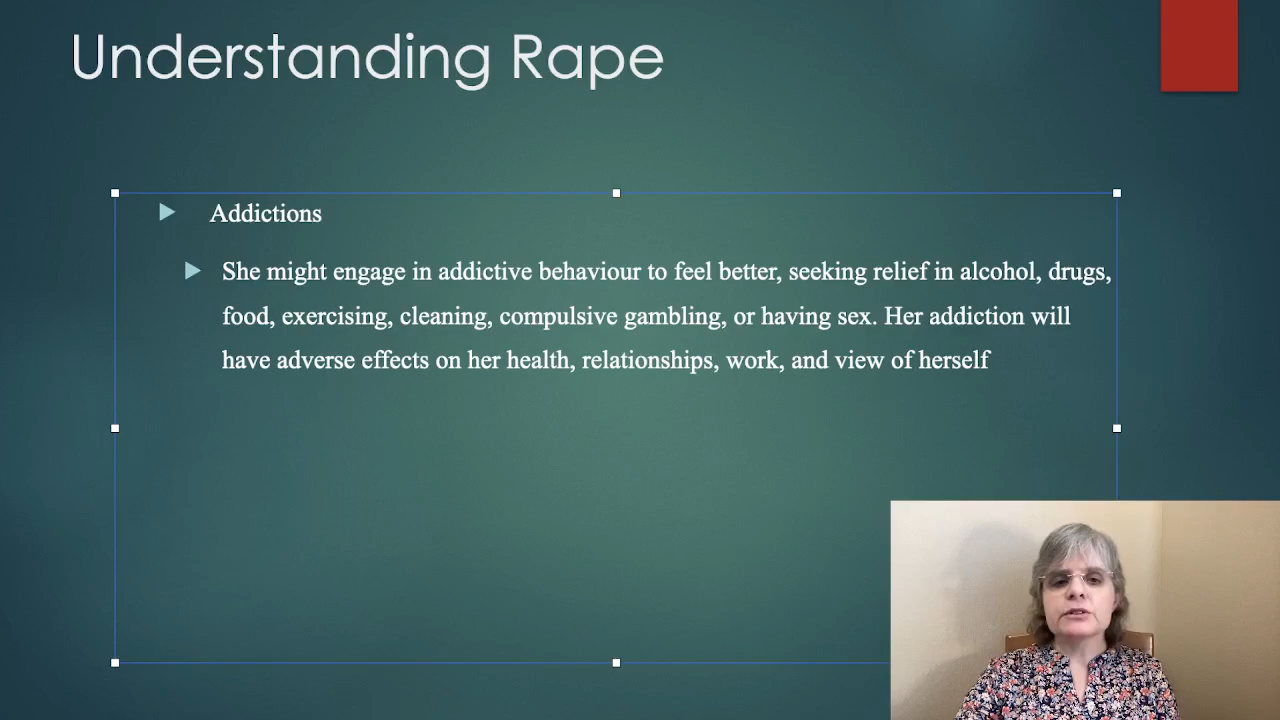 Understanding Rape
Addictions
She might engage in addictive behaviour to feel better, seeking relief in alcohol, drugs,
food, exercising, cleaning, compulsive gambling, or having sex. Her addiction will
have adverse effects on her health, relationships, work, and view of herself